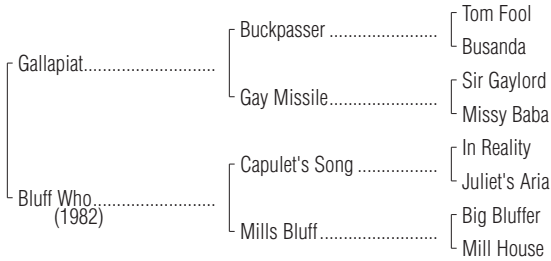 Tom Fool
Buckpasser ..................
Busanda
Gallapiat......................
Sir Gaylord
Gay Missile..................
Missy Baba
In Reality
Capulet's Song .............
Juliet's Aria
Bluff Who.....................
(1982)
Big Bluffer
Mills Bluff....................
Mill House